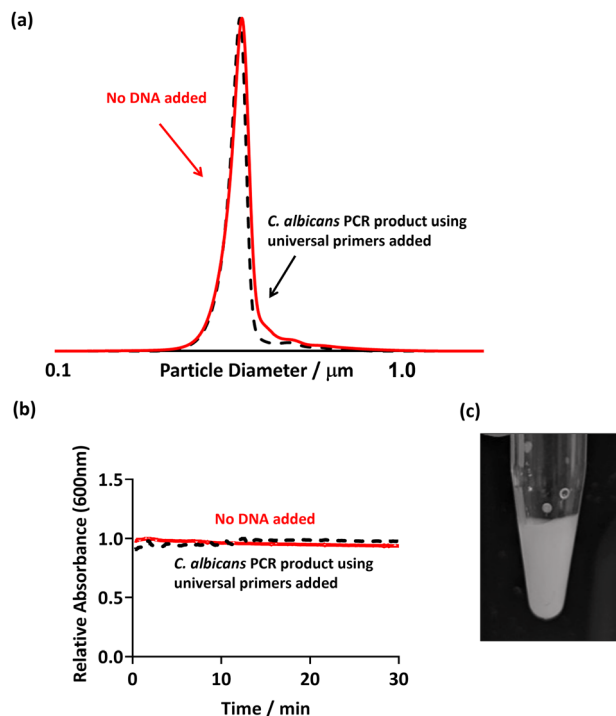 (a)
No DNA added
C. albicans PCR product using
universal primers added
0.1
Particle Diameter / μm
1.0
(b)
(c)
Relative Absorbance (600nm)
1.5
1.0
0.5
0.0
No DNA added
C. albicans PCR product using
universal primers added
0
10
20
30
Time / min